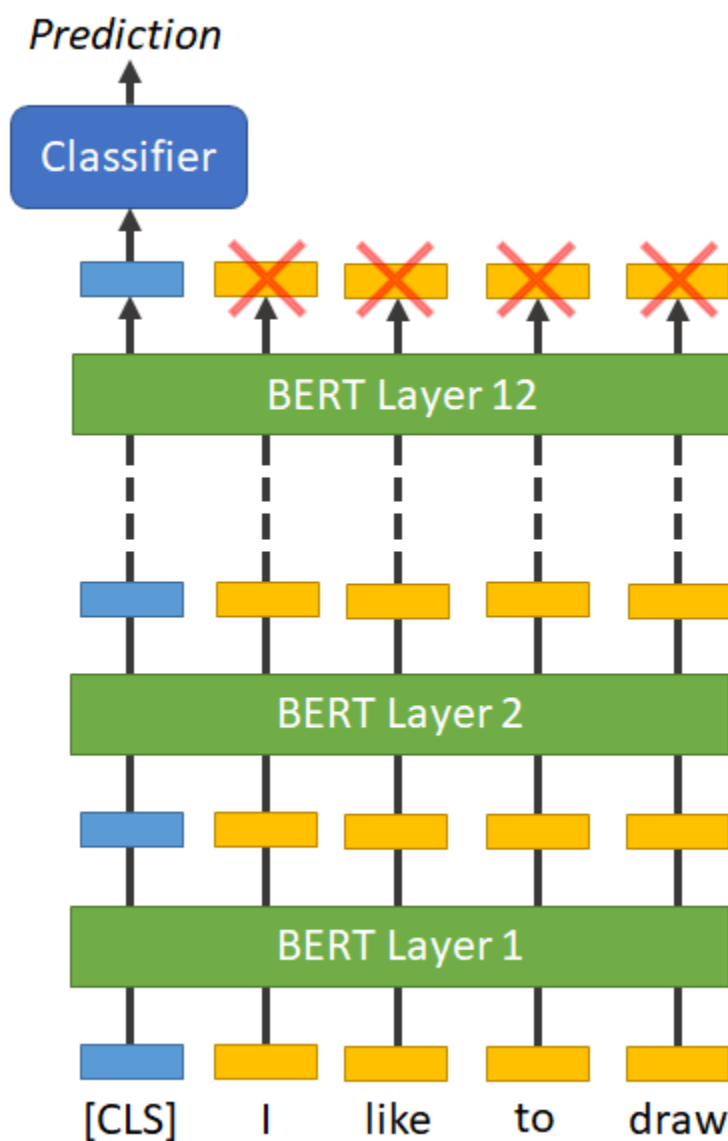 Prediction
Classifier
BERT Layer 12
BERT Layer 2
BERT Layer 1
[CLS] I like to draw